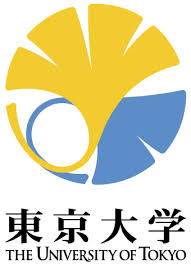 東京大学
THE UNIVERSITY OF TOKYO